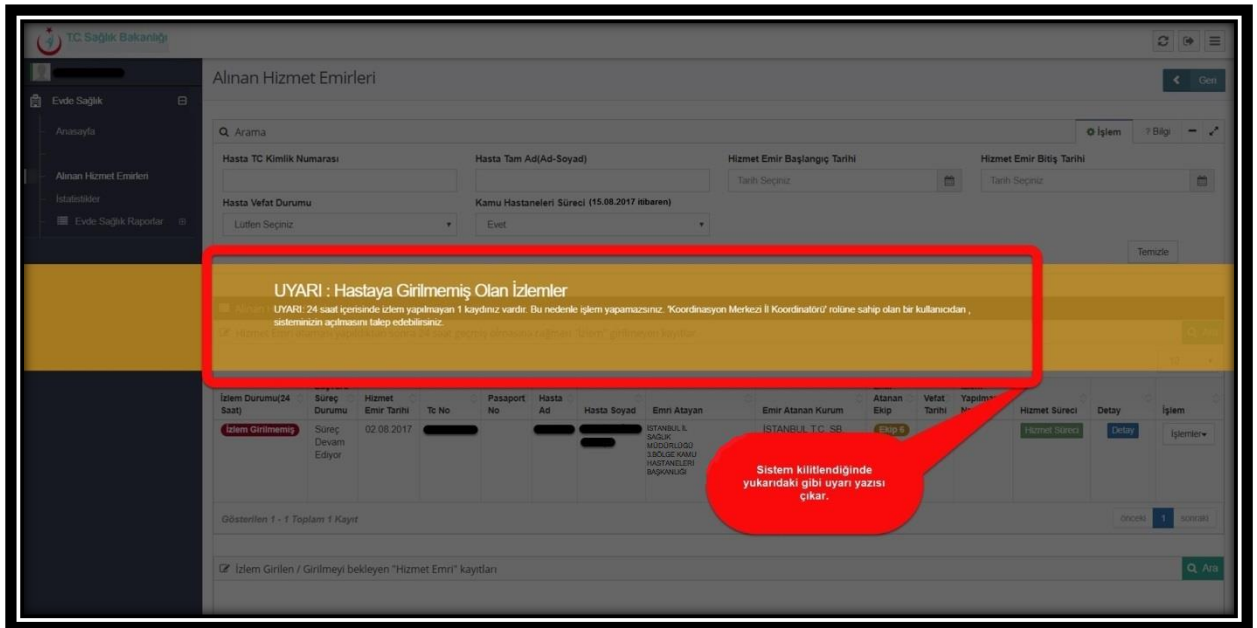 T.C. Sağlık Bakanlığı
Alınan Hizmet Emirleri
Geri
Evde Sağlık
Anasayfa
Alınan Hizmet Emirleri
İstatistikler
Evde Sağlık Raporlar
Arama
İşlem
? Bilgi
Hasta TC Kimlik Numarası
Hasta Tam Ad(Ad-Soyad)
Hizmet Emir Başlangıç Tarihi
Hizmet Emir Bitiş Tarihi
Tarih Seçiniz
Tarih Seçiniz
Hasta Vefat Durumu
Kamu Hastaneleri Süreci (15.08.2017 itibaren)
Lütfen Seçiniz
Evet
Temizle
UYARI : Hastaya Girilmemiş Olan İzlemler
UYARI: 24 saat içerisinde izlem yapılmayan 1 kaydınız vardır. Bu nedenle işlem yapamazsınız. 'Koordinasyon Merkezi İl Koordinatörü' rolüne sahip olan bir kullanıcıdan ,
sisteminizin açılmasını talep edebilirsiniz.
İzlem Durumu(24 Saat)
Süreç Durumu
Hizmet Emir Tarihi
Tc No
Pasaport No
Hasta Ad
Hasta Soyad
Emri Atayan
Emir Atanan Kurum
Atanan Ekip
Vefat Tarihi
Hizmet Süreci
Detay
İşlem
İzlem Girilmemiş
Süreç Devam Ediyor
02.08.2017
İSTANBUL İL
SAĞLIK
MÜDÜRLÜĞÜ
3.BÖLGE KAMU
HASTANELERİ
BAŞKANLIĞI
İSTANBUL T.C. SB
Ekip 6
Hizmet Süreci
Detay
İşlemler
Sistem kilitlendiğinde
yukarıdaki gibi uyarı yazısı
çıkar.
Gösterilen 1 - 1 Toplam 1 Kayıt
önceki
1
sonraki
İzlem Girilen / Girilmeyi bekleyen "Hizmet Emri" kayıtları
Ara